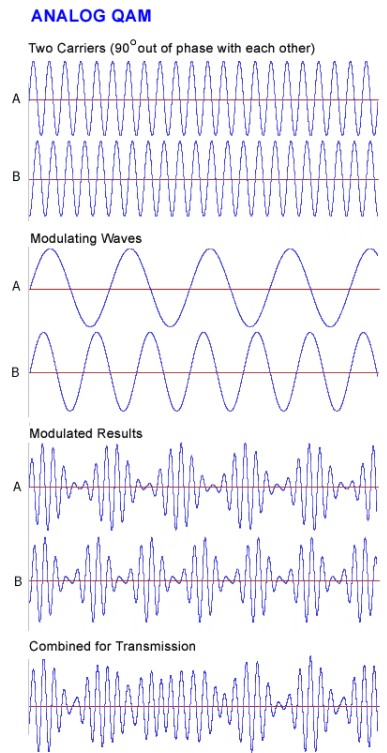 ANALOG QAM
Two Carriers (90° out of phase with each other)
A
B
Modulating Waves
A
B
Modulated Results
A
B
Combined for Transmission